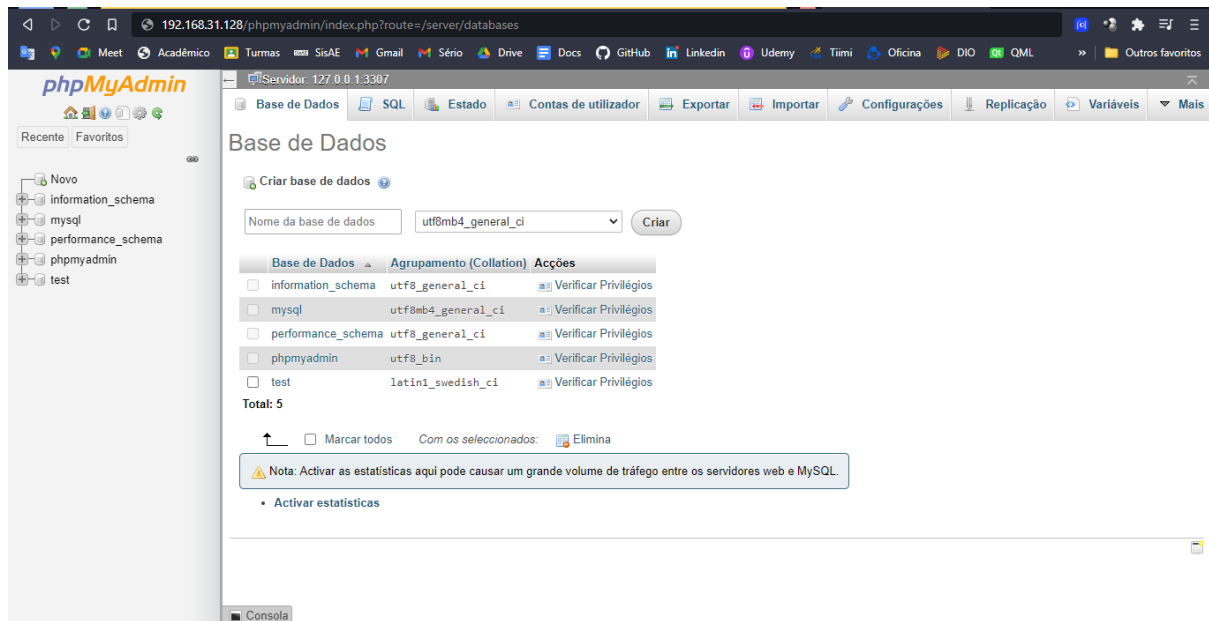 192.168.31.128/phpmyadmin/index.php?route=/server/databases
Meet Acadêmico Turmas SisAE Gmail Sério Drive Docs GitHub Linkedin Udemy Tiimi Oficina DIO QML » Outros favoritos
phpMyAdmin
Recente Favoritos
Novo
information_schema
mysql
performance_schema
phpmyadmin
test
Servidor: 127.0.0.1:3307
Base de Dados SQL Estado Contas de utilizador Exportar Importar Configurações Replicação Variáveis Mais
Base de Dados
Criar base de dados
Nome da base de dados utf8mb4_general_ci Criar
Base de Dados Agrupamento (Collation) Acções
information_schema utf8_general_ci Verificar Privilégios
mysql utf8mb4_general_ci Verificar Privilégios
performance_schema utf8_general_ci Verificar Privilégios
phpmyadmin utf8_bin Verificar Privilégios
test latin1_swedish_ci Verificar Privilégios
Total: 5
Marcar todos Com os seleccionados: Elimina
Nota: Activar as estatísticas aqui pode causar um grande volume de tráfego entre os servidores web e MySQL.
• Activar estatísticas
Consola